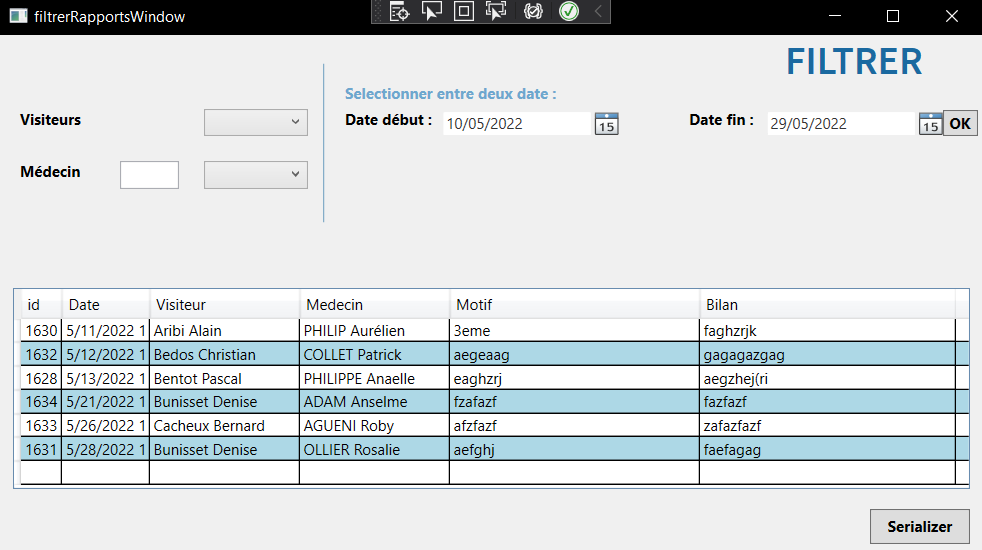 filtrerRapportsWindow
FILTRER
Selectionner entre deux date :
Visiteurs
Date début : 10/05/2022 15 Date fin : 29/05/2022 15 OK
Médecin
id Date Visiteur Medecin Motif Bilan
1630 5/11/2022 1 Aribi Alain PHILIP Aurélien 3eme faghzrjk
1632 5/12/2022 1 Bedos Christian COLLET Patrick aegeaag gagagazgag
1628 5/13/2022 1 Bentot Pascal PHILIPPE Anaelle eaghzrj aegzhej(ri
1634 5/21/2022 1 Bunisset Denise ADAM Anselme fzafazf fazfazf
1633 5/26/2022 1 Cacheux Bernard AGUENI Roby afzfazf zafazfazf
1631 5/28/2022 1 Bunisset Denise OLLIER Rosalie aefghj faefagag
Serializer